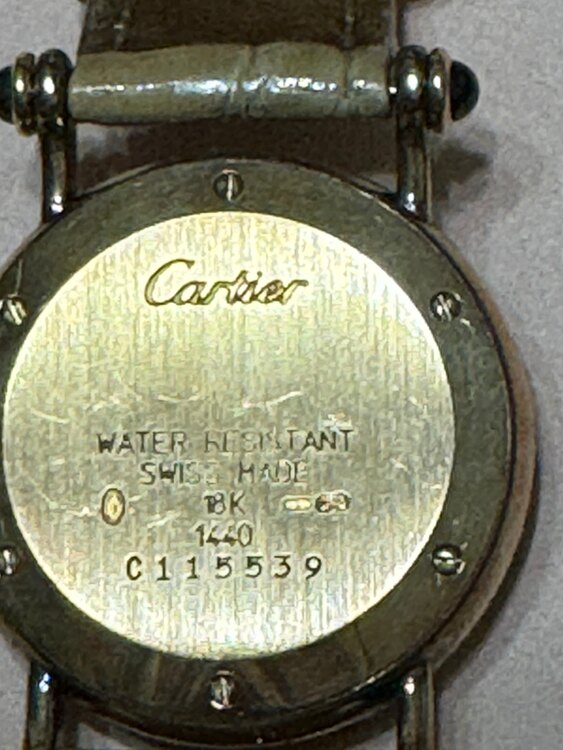 Cartier
WATER RESISTANT
SWISS MADE
18K
1440
C115539